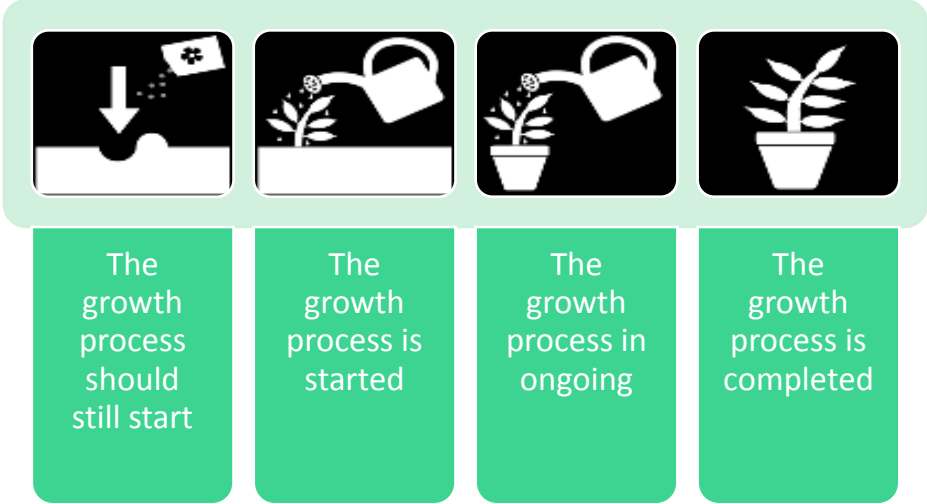 The
growth
process
should
still start
The
growth
process is
started
The
growth
process in
ongoing
The
growth
process is
completed